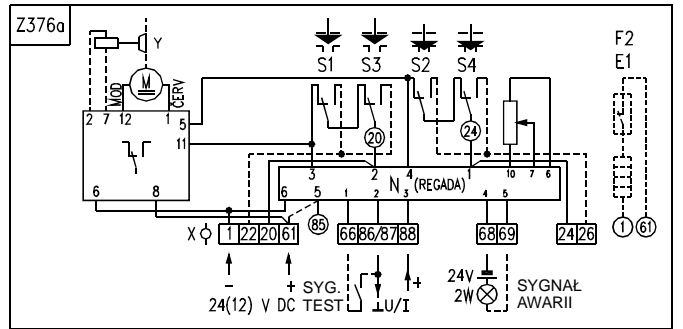 Z376a
Y
S1 S3 S2 S4
F2
E1
M
MOD
ČERV
2 7 12 1
5
11
20
24
3 2 4 1 10 7 6
N (REGADA)
6 8
6 5 1 2 3 4 5
X 1 22 20 61 85 66 86/87 88 68 69 24 26
1 61
− + SYG. ⊥U/I + 24V SYGNAŁ
24(12) V DC TEST 2W AWARII